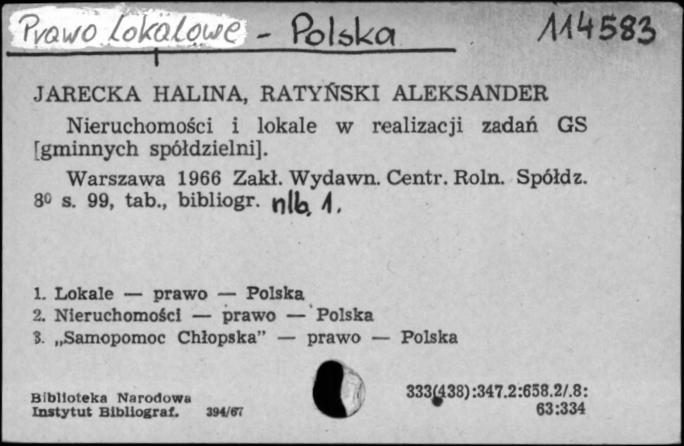 Prawo lokalowe - Polska 114583
JARECKA HALINA, RATYŃSKI ALEKSANDER
Nieruchomości i lokale w realizacji zadań GS
[gminnych spółdzielni].
Warszawa 1966 Zakł. Wydawn. Centr. Roln. Spółdz.
8⁰ s. 99, tab., bibliogr. nlb. 1.
1. Lokale — prawo — Polska
2. Nieruchomości — prawo — Polska
3. „Samopomoc Chłopska” — prawo — Polska
Biblioteka Narodowa
Instytut Bibliograf. 394/67
333(438):347.2:658.2/.8:
63:334